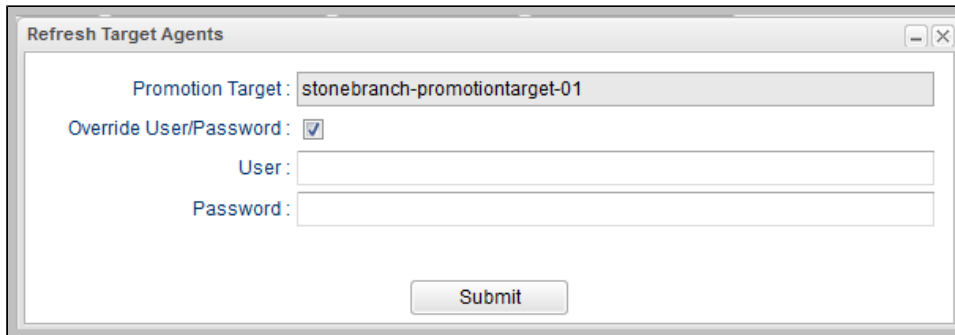 Refresh Target Agents
Promotion Target : stonebranch-promotiontarget-01
Override User/Password :
User :
Password :
Submit